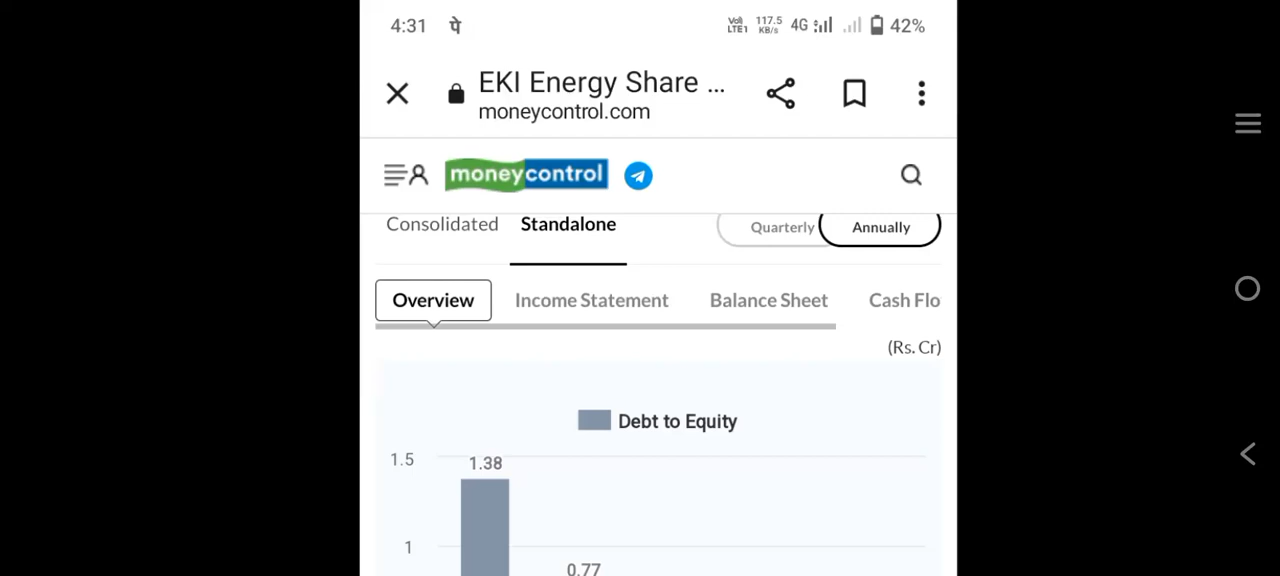 4:31 पे VoB LTE1 117.5 KB/s 4G 42%
EKI Energy Share ...
moneycontrol.com
moneycontrol
Consolidated Standalone Quarterly Annually
Overview Income Statement Balance Sheet Cash Flo
(Rs. Cr)
Debt to Equity
1.5
1.38
1
0.77